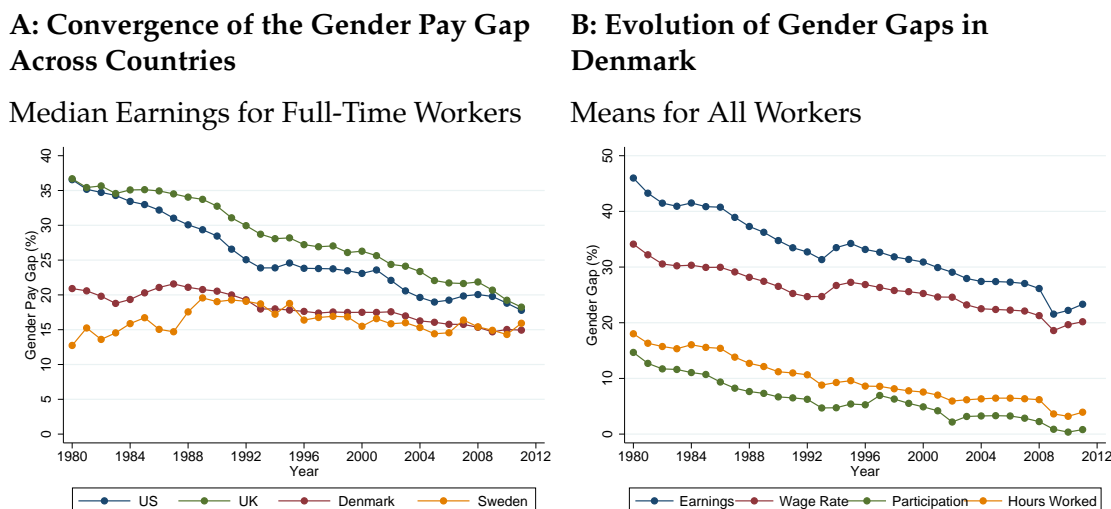 A: Convergence of the Gender Pay Gap
Across Countries
Median Earnings for Full-Time Workers
Gender Pay Gap (%)
40
35
30
25
20
15
10
5
0
1980 1984 1988 1992 1996 2000 2004 2008 2012
Year
US UK Denmark Sweden
B: Evolution of Gender Gaps in
Denmark
Means for All Workers
Gender Gap (%)
50
40
30
20
10
0
1980 1984 1988 1992 1996 2000 2004 2008 2012
Year
Earnings Wage Rate Participation Hours Worked